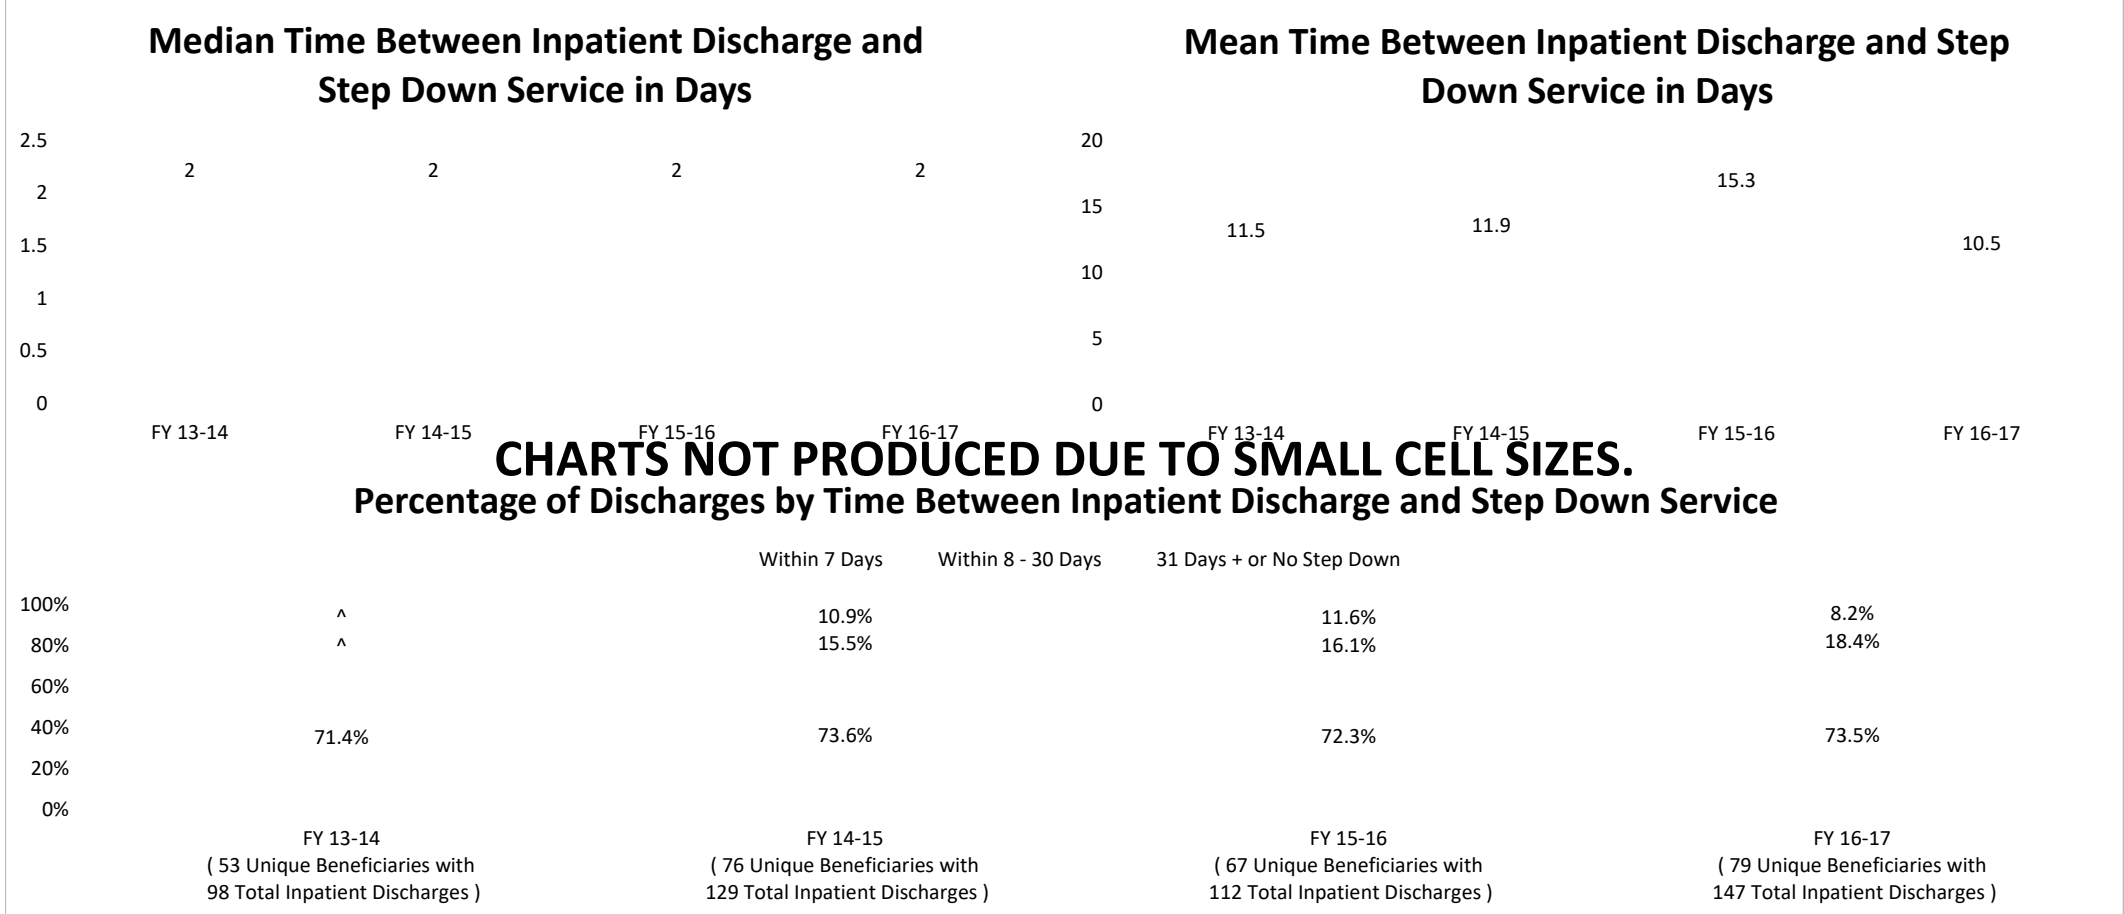 Median Time Between Inpatient Discharge and
Step Down Service in Days
2.5
2
1.5
1
0.5
0
2
2
2
2
FY 13-14
FY 14-15
FY 15-16
FY 16-17
Mean Time Between Inpatient Discharge and Step
Down Service in Days
20
15
10
5
0
11.5
11.9
15.3
10.5
FY 13-14
FY 14-15
FY 15-16
FY 16-17
CHARTS NOT PRODUCED DUE TO SMALL CELL SIZES.
Percentage of Discharges by Time Between Inpatient Discharge and Step Down Service
Within 7 Days
Within 8 - 30 Days
31 Days + or No Step Down
100%
80%
60%
40%
20%
0%
^
^
71.4%
10.9%
15.5%
73.6%
11.6%
16.1%
72.3%
8.2%
18.4%
73.5%
FY 13-14
( 53 Unique Beneficiaries with
98 Total Inpatient Discharges )
FY 14-15
( 76 Unique Beneficiaries with
129 Total Inpatient Discharges )
FY 15-16
( 67 Unique Beneficiaries with
112 Total Inpatient Discharges )
FY 16-17
( 79 Unique Beneficiaries with
147 Total Inpatient Discharges )